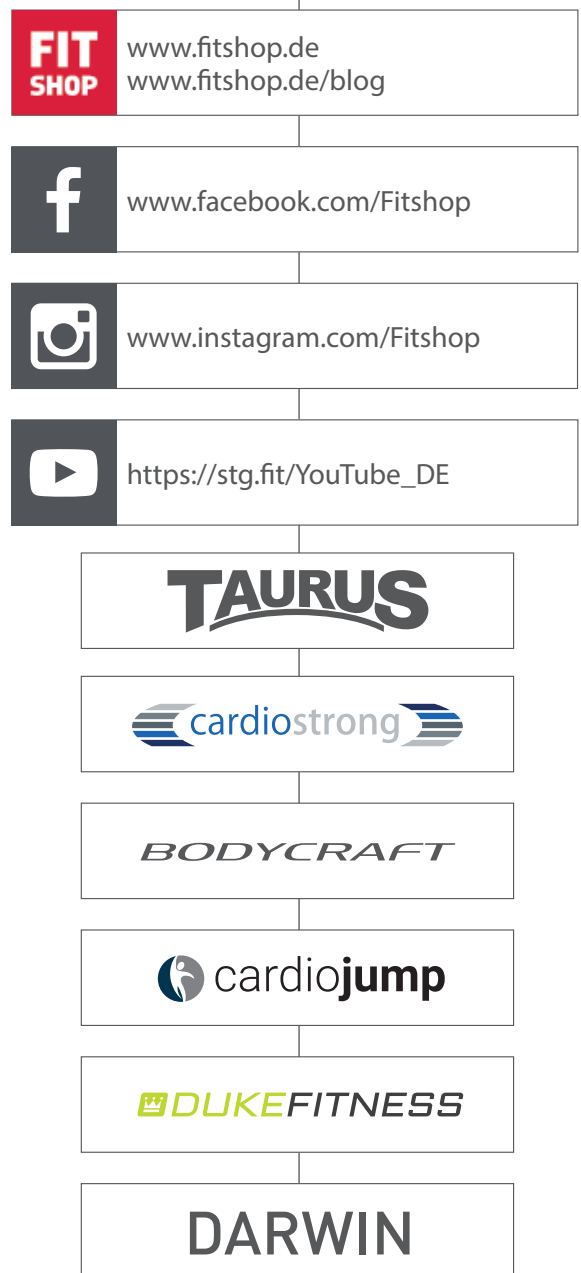 FIT
SHOP
www.fitshop.de
www.fitshop.de/blog
f
www.facebook.com/Fitshop
www.instagram.com/Fitshop
https://stg.fit/YouTube_DE
TAURUS
cardiostrong
BODYCRAFT
cardiojump
DUKEFITNESS
DARWIN